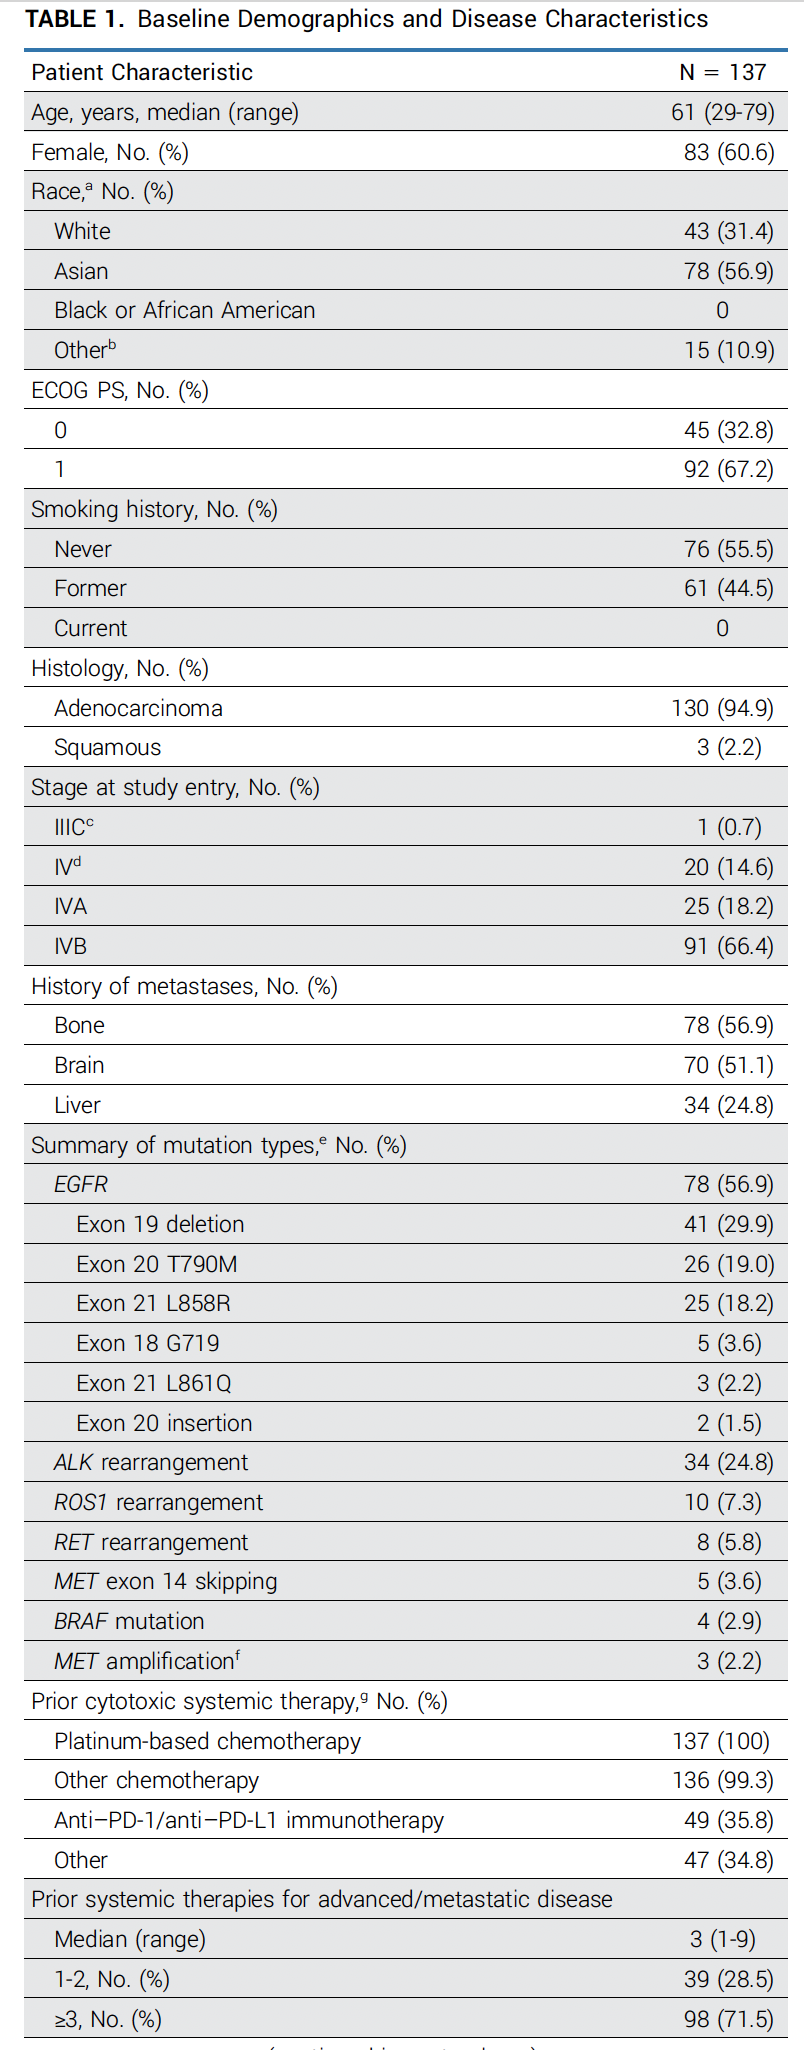 TABLE 1. Baseline Demographics and Disease Characteristics
Patient Characteristic N = 137
Age, years, median (range) 61 (29-79)
Female, No. (%) 83 (60.6)
Race,a No. (%)
White 43 (31.4)
Asian 78 (56.9)
Black or African American 0
Otherb 15 (10.9)
ECOG PS, No. (%)
0 45 (32.8)
1 92 (67.2)
Smoking history, No. (%)
Never 76 (55.5)
Former 61 (44.5)
Current 0
Histology, No. (%)
Adenocarcinoma 130 (94.9)
Squamous 3 (2.2)
Stage at study entry, No. (%)
IIICc 1 (0.7)
IVd 20 (14.6)
IVA 25 (18.2)
IVB 91 (66.4)
History of metastases, No. (%)
Bone 78 (56.9)
Brain 70 (51.1)
Liver 34 (24.8)
Summary of mutation types,e No. (%)
EGFR 78 (56.9)
Exon 19 deletion 41 (29.9)
Exon 20 T790M 26 (19.0)
Exon 21 L858R 25 (18.2)
Exon 18 G719 5 (3.6)
Exon 21 L861Q 3 (2.2)
Exon 20 insertion 2 (1.5)
ALK rearrangement 34 (24.8)
ROS1 rearrangement 10 (7.3)
RET rearrangement 8 (5.8)
MET exon 14 skipping 5 (3.6)
BRAF mutation 4 (2.9)
MET amplificationf 3 (2.2)
Prior cytotoxic systemic therapy,g No. (%)
Platinum-based chemotherapy 137 (100)
Other chemotherapy 136 (99.3)
Anti–PD-1/anti–PD-L1 immunotherapy 49 (35.8)
Other 47 (34.8)
Prior systemic therapies for advanced/metastatic disease
Median (range) 3 (1-9)
1-2, No. (%) 39 (28.5)
≥3, No. (%) 98 (71.5)